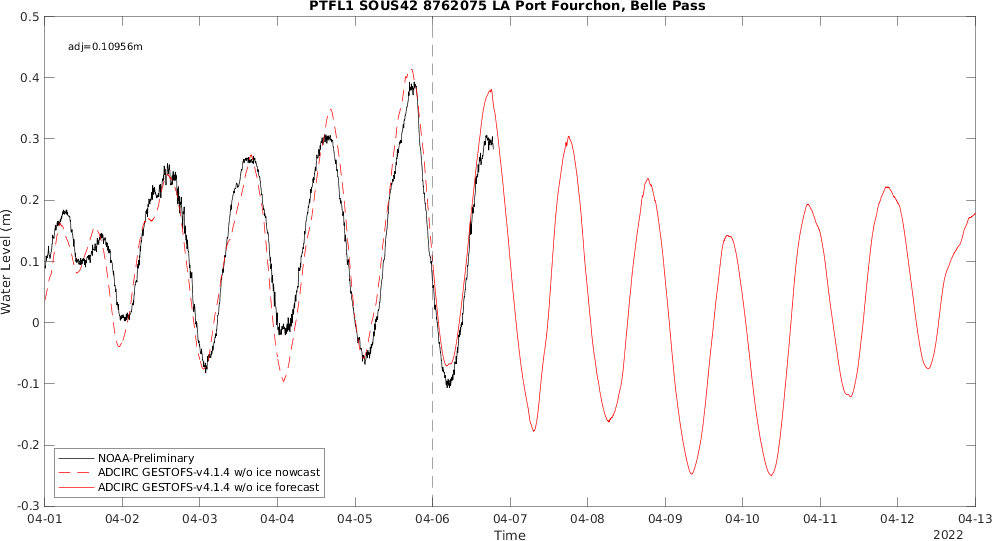 PTFL1 SOUS42 8762075 LA Port Fourchon, Belle Pass
adj=0.10956m
0.5
0.4
0.3
0.2
0.1
0
-0.1
-0.2
-0.3
Water Level (m)
NOAA-Preliminary
ADCIRC GESTOFS-v4.1.4 w/o ice nowcast
ADCIRC GESTOFS-v4.1.4 w/o ice forecast
04-01 04-02 04-03 04-04 04-05 04-06 04-07 04-08 04-09 04-10 04-11 04-12 04-13
Time
2022